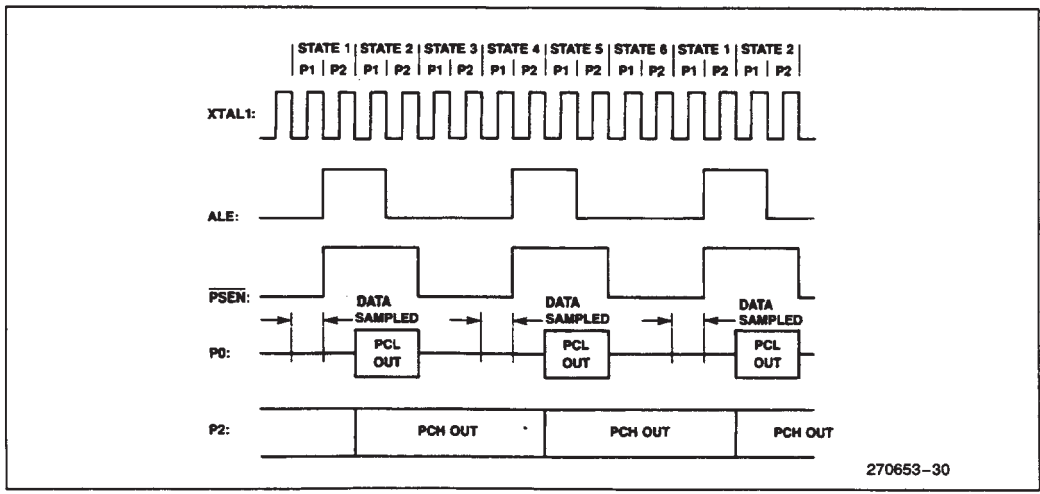 STATE 1 | STATE 2 | STATE 3 | STATE 4 | STATE 5 | STATE 6 | STATE 1 | STATE 2
P1 | P2 | P1 | P2 | P1 | P2 | P1 | P2 | P1 | P2 | P1 | P2 | P1 | P2 | P1 | P2
XTAL1:
ALE:
PSEN:
DATA
SAMPLED
DATA
SAMPLED
DATA
SAMPLED
P0:
PCL
OUT
PCL
OUT
PCL
OUT
P2:
PCH OUT
PCH OUT
PCH OUT
270653-30